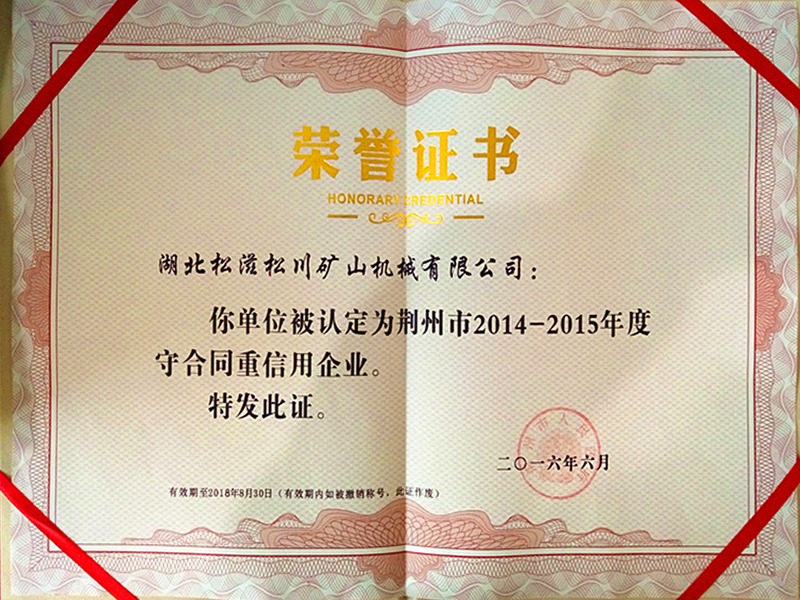 荣誉证书
HONORARY CREDENTIAL
湖北松滋松川矿山机械有限公司：
你单位被认定为荆州市2014-2015年度
守合同重信用企业。
特发此证。
二〇一六年六月
有效期至2018年8月30日（有效期内如被撤销称号，此证作废）